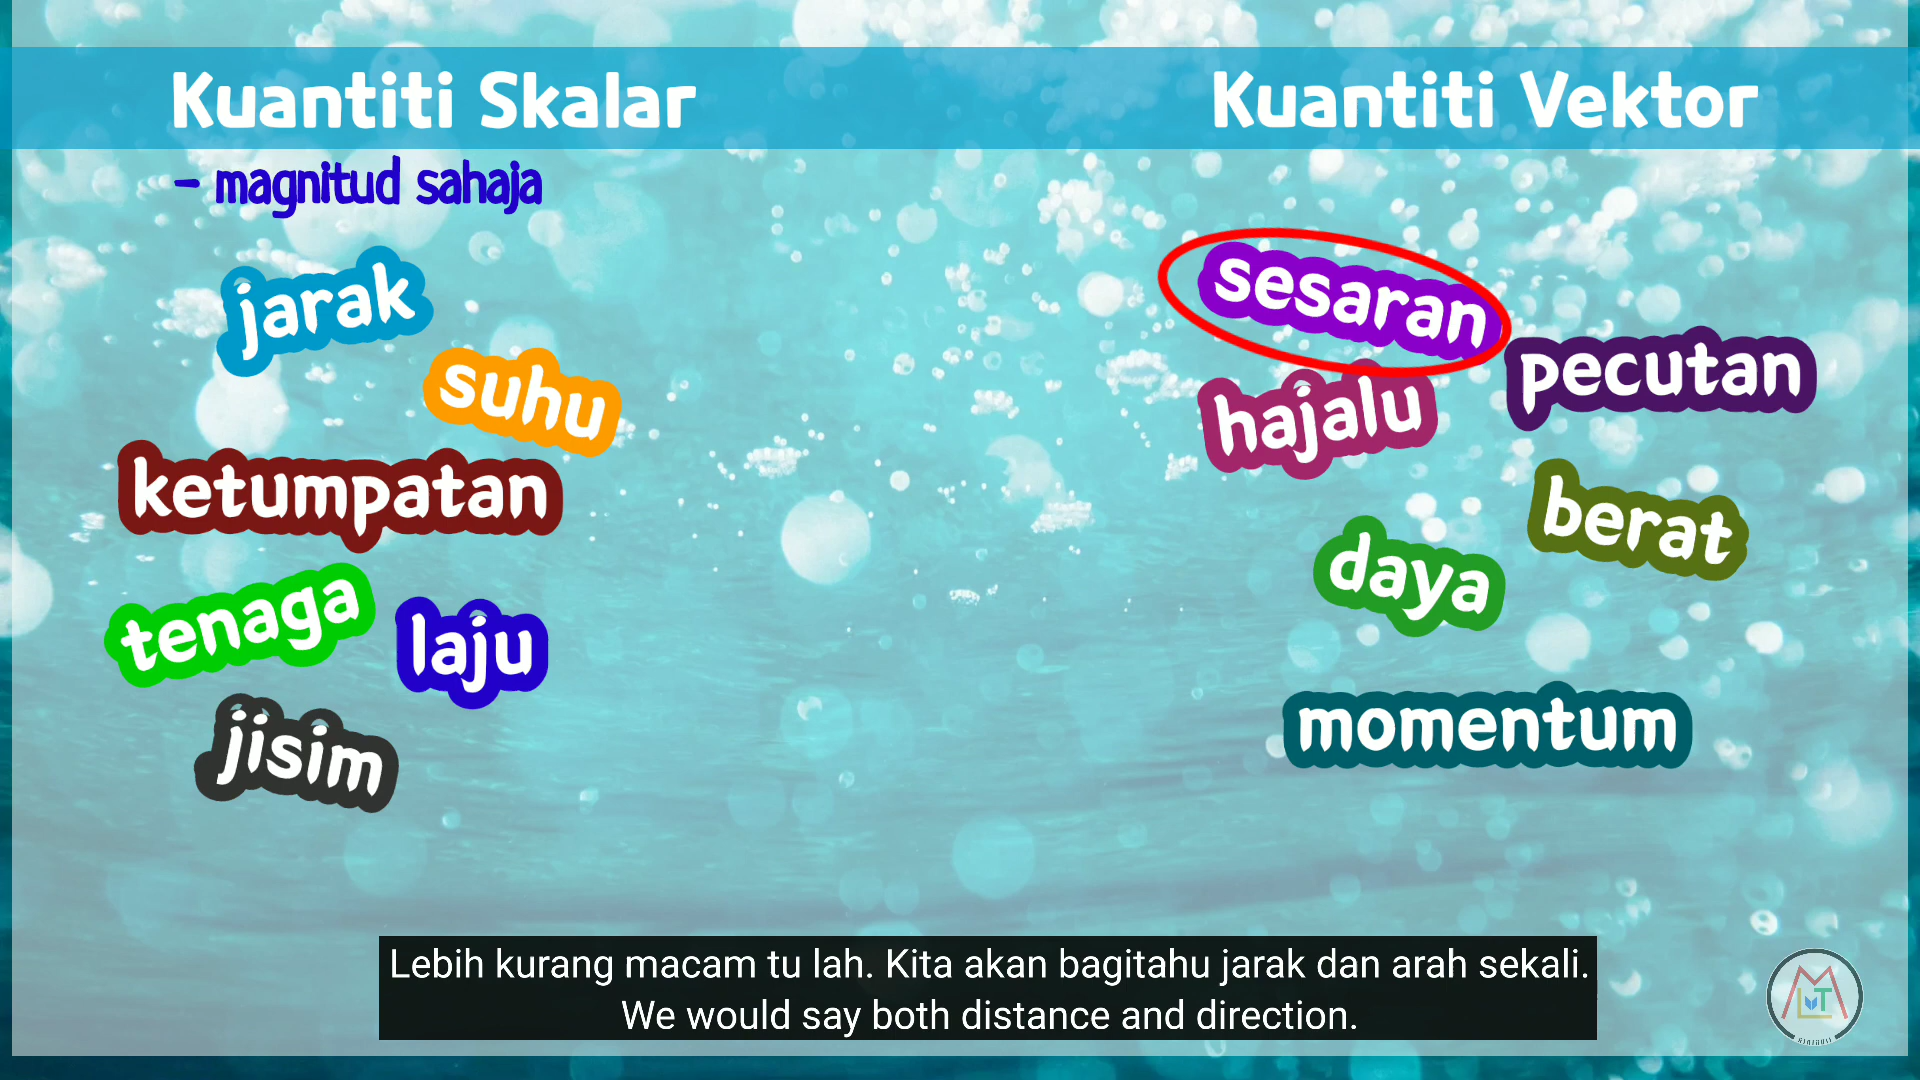 Kuantiti Skalar
- magnitud sahaja
jarak
suhu
ketumpatan
tenaga
laju
jisim
Kuantiti Vektor
sesaran
pecutan
hajalu
berat
daya
momentum
Lebih kurang macam tu lah. Kita akan bagitahu jarak dan arah sekali.
We would say both distance and direction.